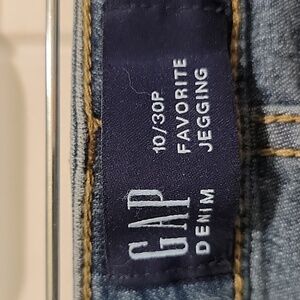 GAP
DENIM
10/30P
FAVORITE
JEGGING